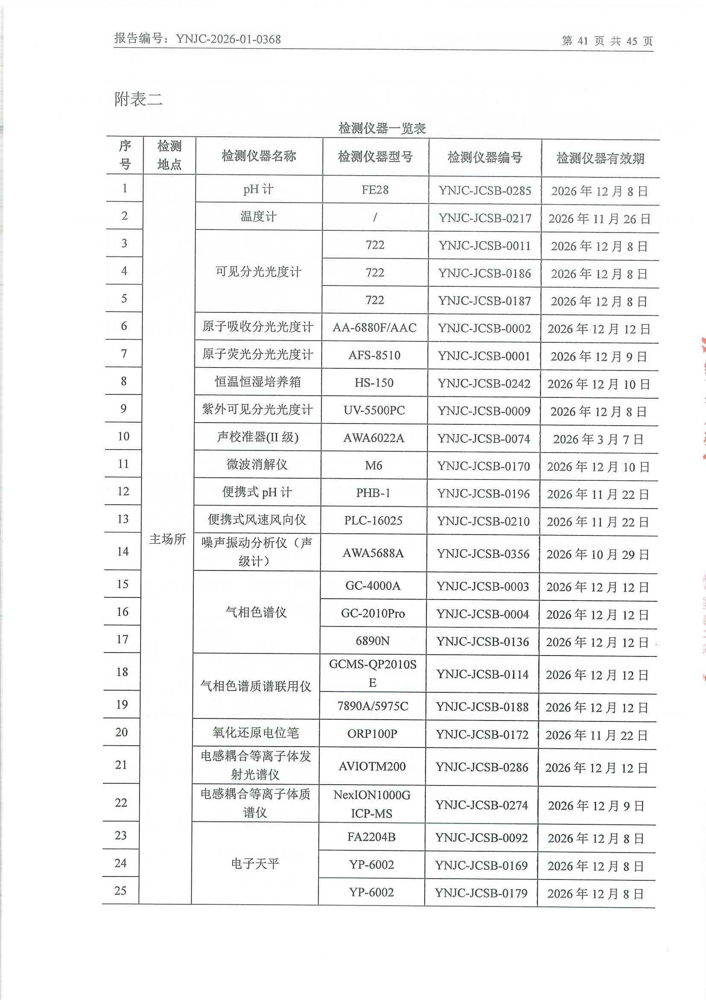 报告编号：YNJC-2026-01-0368
第 41 页 共 45 页
附表二
检测仪器一览表
序号 检测地点 检测仪器名称 检测仪器型号 检测仪器编号 检测仪器有效期
主场所
1 pH 计 FE28 YNJC-JCSB-0285 2026 年 12 月 8 日
2 温度计 / YNJC-JCSB-0217 2026 年 11 月 26 日
可见分光光度计
3 722 YNJC-JCSB-0011 2026 年 12 月 8 日
4 722 YNJC-JCSB-0186 2026 年 12 月 8 日
5 722 YNJC-JCSB-0187 2026 年 12 月 8 日
6 原子吸收分光光度计 AA-6880F/AAC YNJC-JCSB-0002 2026 年 12 月 12 日
7 原子荧光分光光度计 AFS-8510 YNJC-JCSB-0001 2026 年 12 月 9 日
8 恒温恒湿培养箱 HS-150 YNJC-JCSB-0242 2026 年 12 月 10 日
9 紫外可见分光光度计 UV-5500PC YNJC-JCSB-0009 2026 年 12 月 8 日
10 声校准器(II 级) AWA6022A YNJC-JCSB-0074 2026 年 3 月 7 日
11 微波消解仪 M6 YNJC-JCSB-0170 2026 年 12 月 10 日
12 便携式 pH 计 PHB-1 YNJC-JCSB-0196 2026 年 11 月 22 日
13 便携式风速风向仪 PLC-16025 YNJC-JCSB-0210 2026 年 11 月 22 日
14 噪声振动分析仪（声级计） AWA5688A YNJC-JCSB-0356 2026 年 10 月 29 日
气相色谱仪
15 GC-4000A YNJC-JCSB-0003 2026 年 12 月 12 日
16 GC-2010Pro YNJC-JCSB-0004 2026 年 12 月 12 日
17 6890N YNJC-JCSB-0136 2026 年 12 月 12 日
气相色谱质谱联用仪
18 GCMS-QP2010SE YNJC-JCSB-0114 2026 年 12 月 12 日
19 7890A/5975C YNJC-JCSB-0188 2026 年 12 月 12 日
20 氧化还原电位笔 ORP100P YNJC-JCSB-0172 2026 年 11 月 22 日
21 电感耦合等离子体发射光谱仪 AVIOTM200 YNJC-JCSB-0286 2026 年 12 月 12 日
22 电感耦合等离子体质谱仪 NexION1000G ICP-MS YNJC-JCSB-0274 2026 年 12 月 9 日
电子天平
23 FA2204B YNJC-JCSB-0092 2026 年 12 月 8 日
24 YP-6002 YNJC-JCSB-0169 2026 年 12 月 8 日
25 YP-6002 YNJC-JCSB-0179 2026 年 12 月 8 日